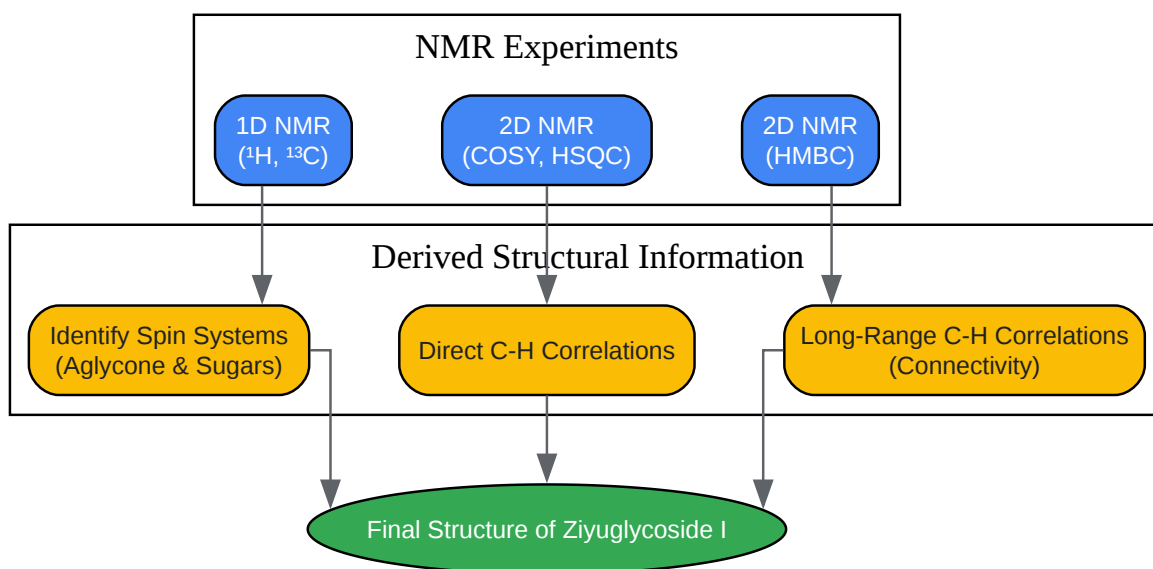 NMR Experiments
1D NMR
(¹H, ¹³C)
2D NMR
(COSY, HSQC)
2D NMR
(HMBC)
Derived Structural Information
Identify Spin Systems
(Aglycone & Sugars)
Direct C-H Correlations
Long-Range C-H Correlations
(Connectivity)
Final Structure of Ziyuglycoside I